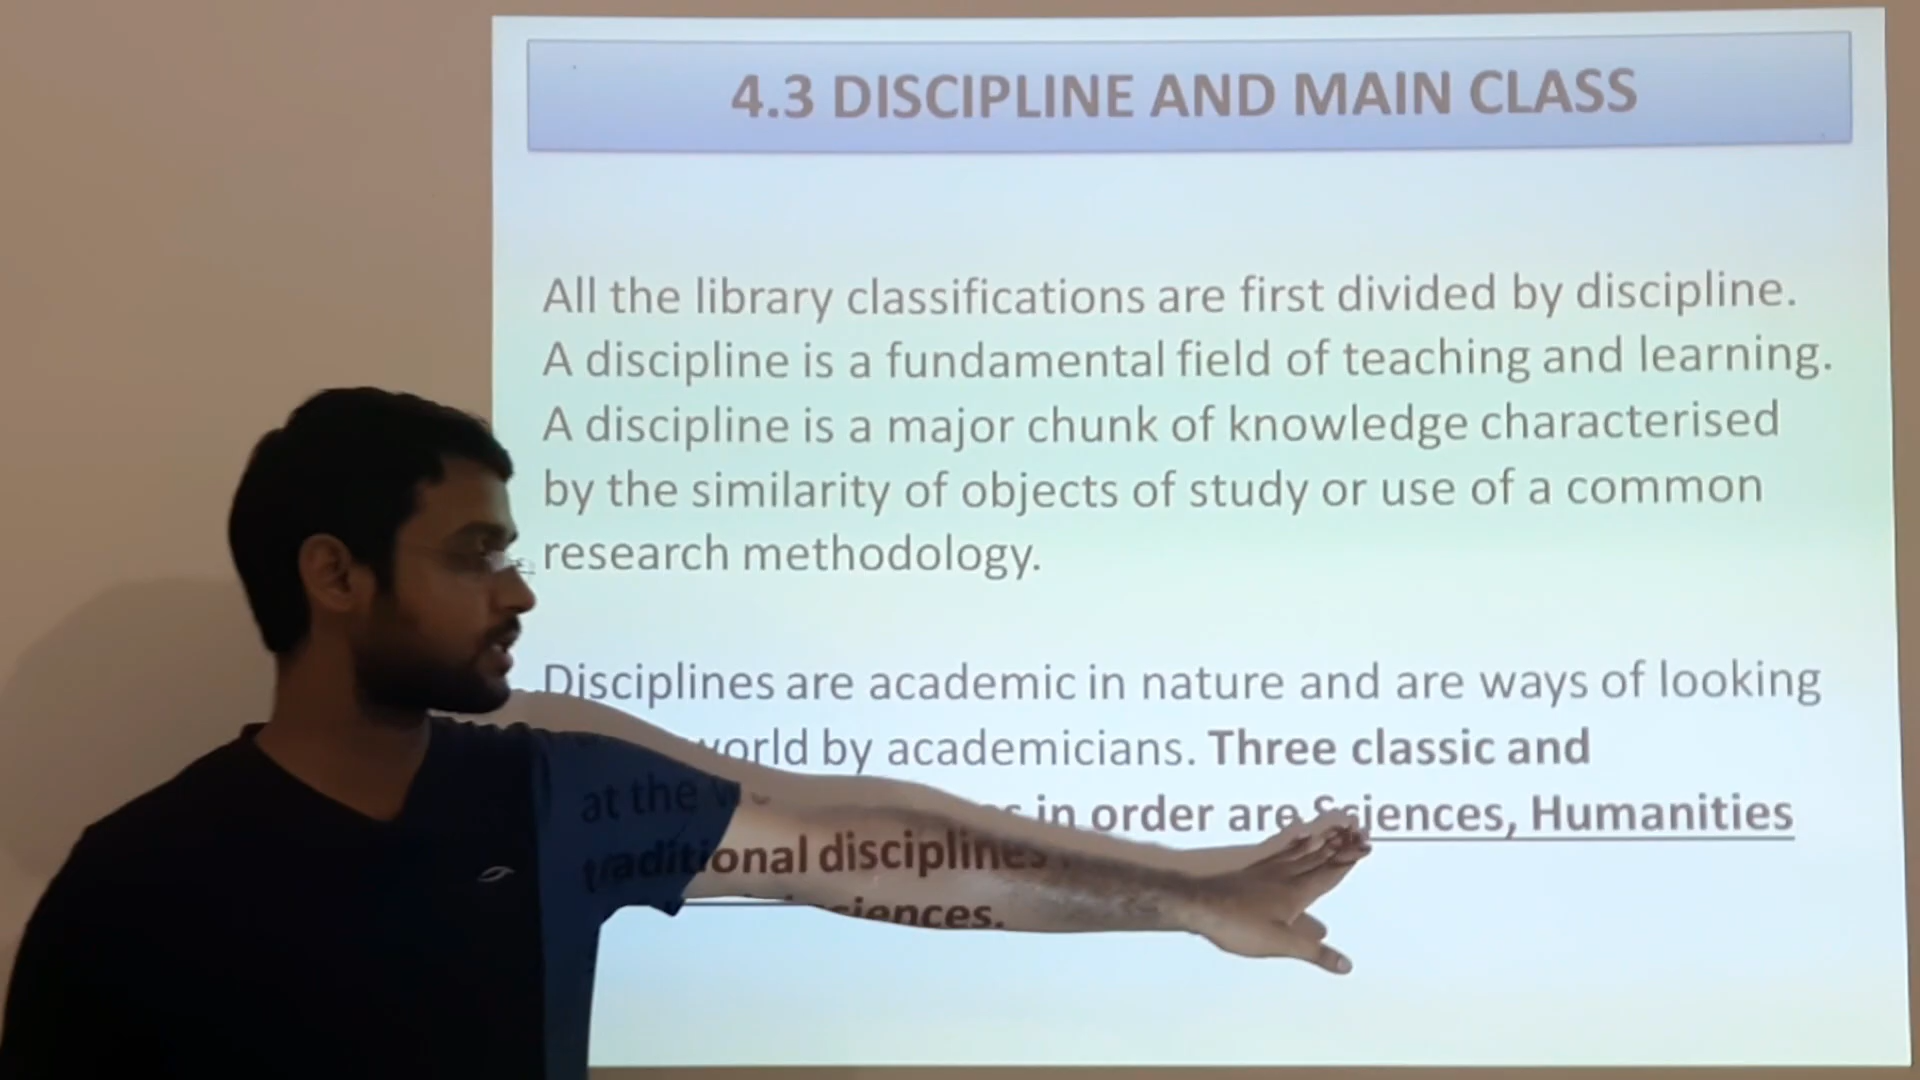 4.3 DISCIPLINE AND MAIN CLASS
All the library classifications are first divided by discipline.
A discipline is a fundamental field of teaching and learning.
A discipline is a major chunk of knowledge characterised
by the similarity of objects of study or use of a common
research methodology.
Disciplines are academic in nature and are ways of looking
at the world by academicians. Three classic and
traditional disciplines in order are Sciences, Humanities
sciences.